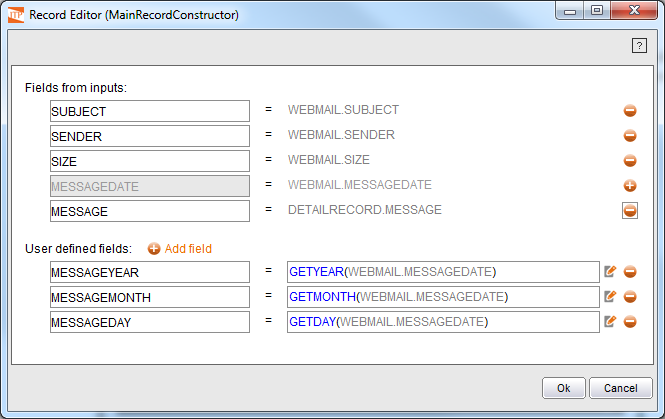 Record Editor (MainRecordConstructor)
?
Fields from inputs:
SUBJECT = WEBMAIL.SUBJECT
SENDER = WEBMAIL.SENDER
SIZE = WEBMAIL.SIZE
MESSAGEDATE = WEBMAIL.MESSAGEDATE
MESSAGE = DETAILRECORD.MESSAGE
User defined fields: Add field
MESSAGEYEAR = GETYEAR(WEBMAIL.MESSAGEDATE)
MESSAGEMONTH = GETMONTH(WEBMAIL.MESSAGEDATE)
MESSAGEDAY = GETDAY(WEBMAIL.MESSAGEDATE)
Ok Cancel